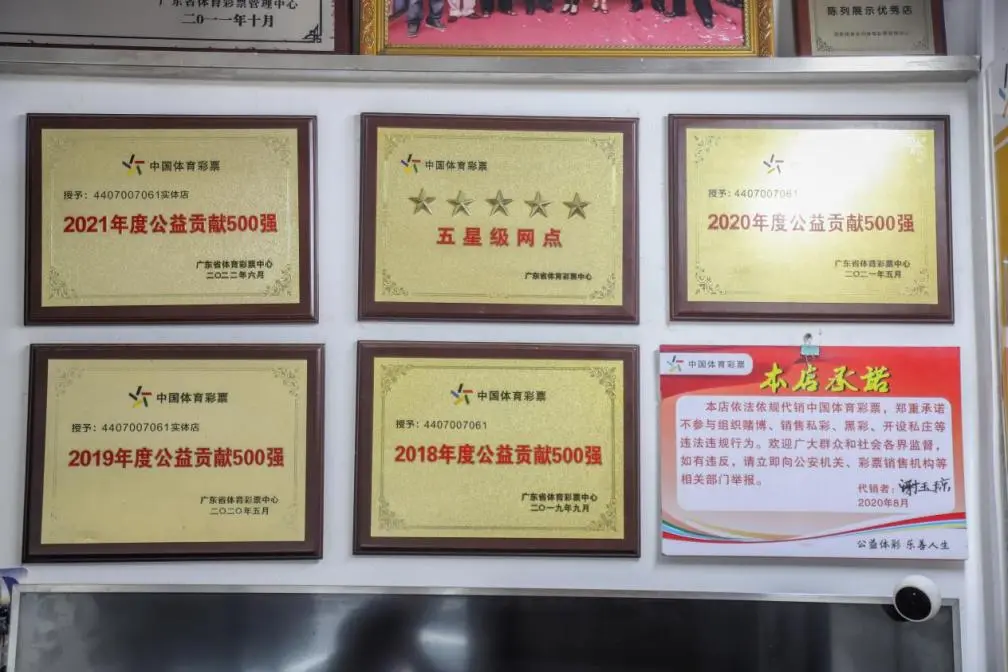 广东省体育彩票管理中心
二〇一一年十月
陈列展示优秀店
中国体育彩票
授予：4407007061实体店
2021年度公益贡献500强
广东省体育彩票中心
二〇二二年六月
中国体育彩票
五星级网点
广东省体育彩票中心
授予：4407007061
2020年度公益贡献500强
广东省体育彩票中心
二〇二一年五月
中国体育彩票
授予：4407007061实体店
2019年度公益贡献500强
广东省体育彩票中心
二〇二〇年五月
中国体育彩票
授予：4407007061
2018年度公益贡献500强
广东省体育彩票中心
二〇一九年九月
中国体育彩票
本店承诺
本店依法依规代销中国体育彩票，郑重承诺
不参与组织赌博、销售私彩、黑彩、开设私庄等
违法违规行为。欢迎广大群众和社会各界监督，
如有违反，请立即向公安机关、彩票销售机构等
相关部门举报。
代销者：谢玉琼
2020年8月
公益体彩 乐善人生